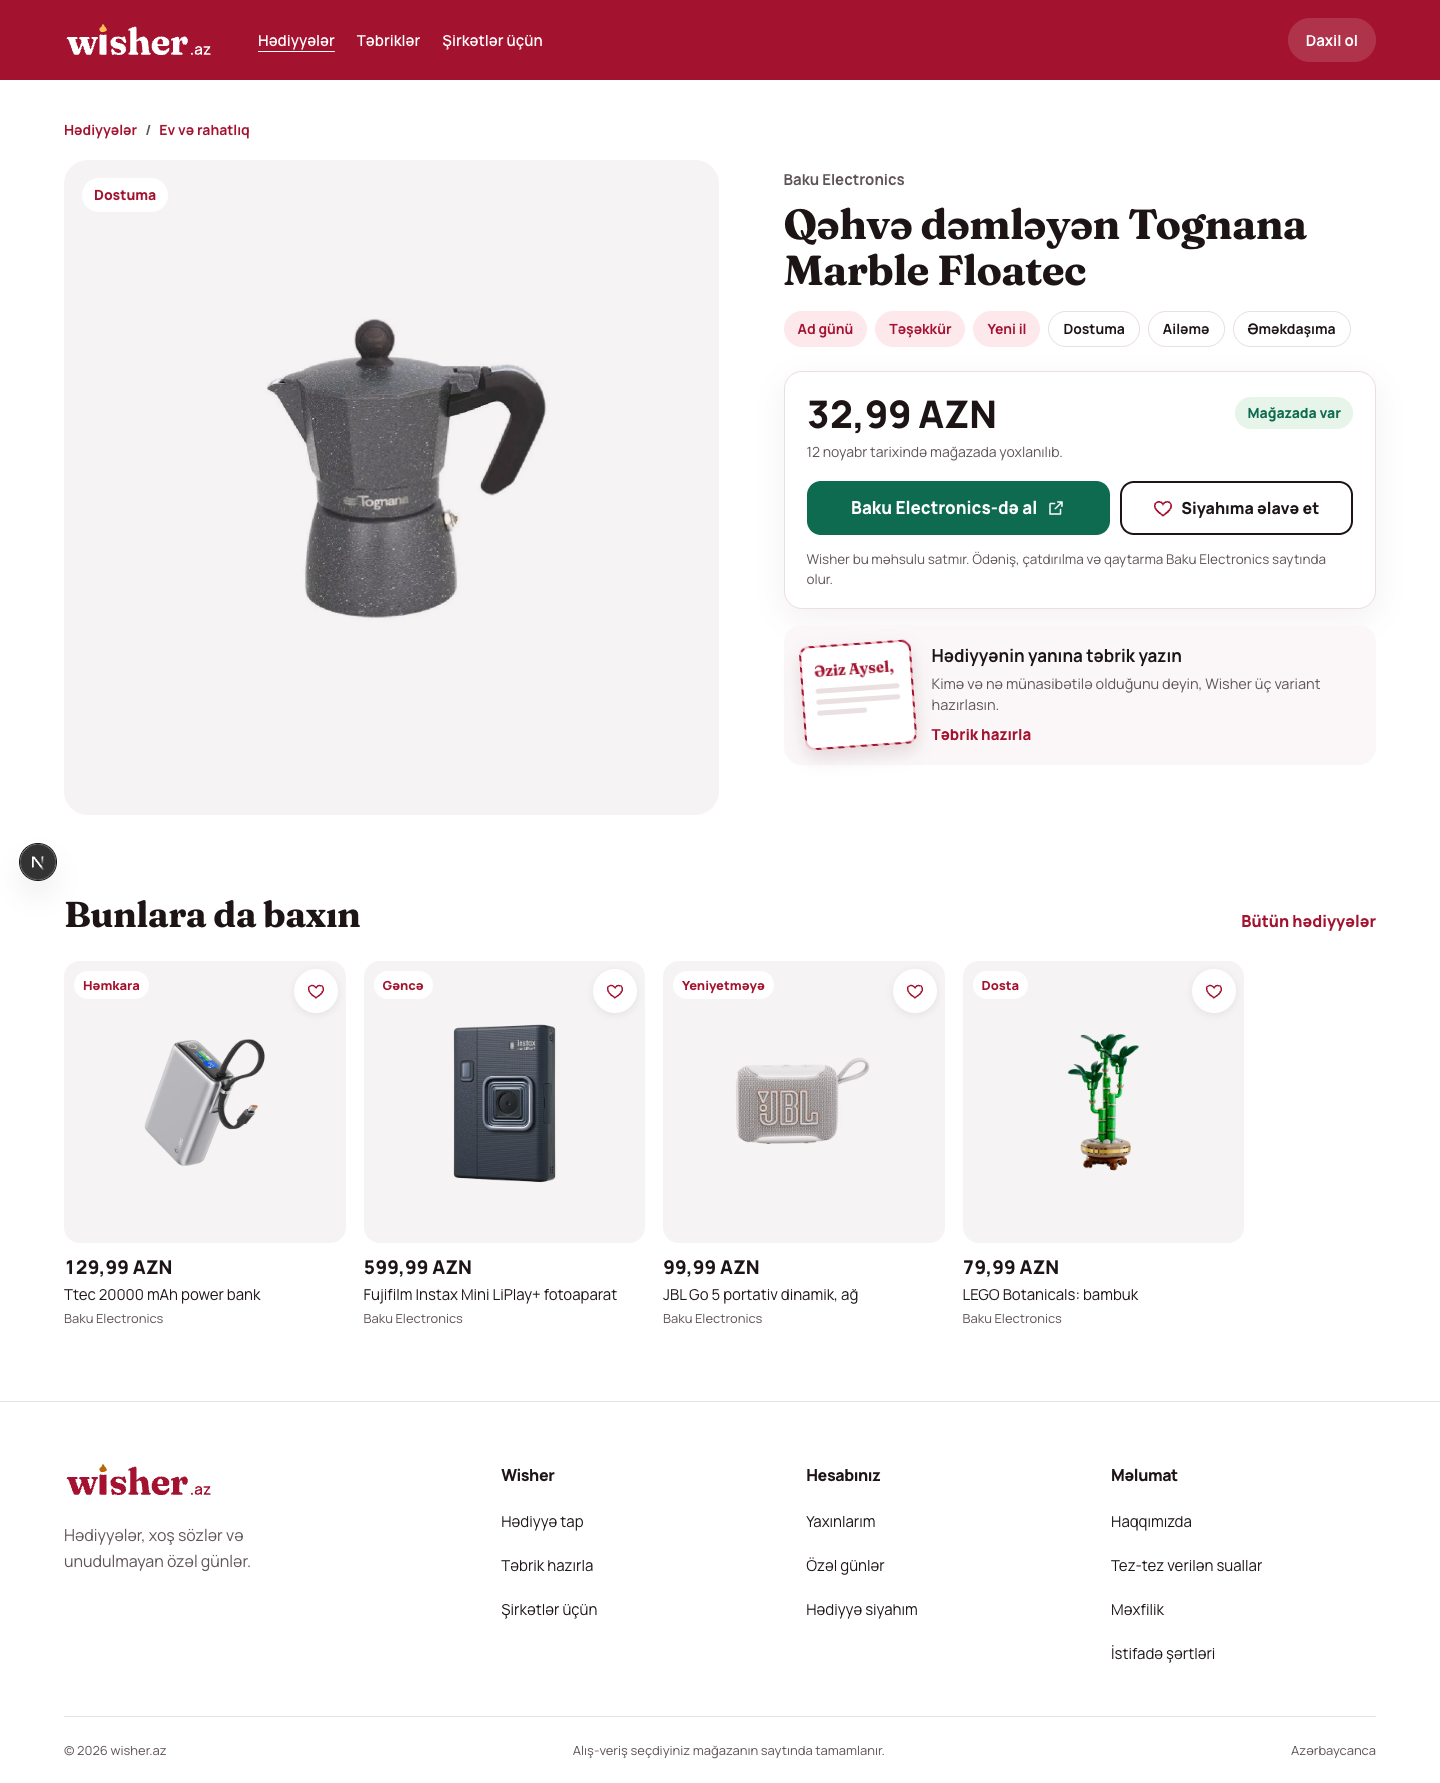 wisher.az
Hədiyyələr
Təbriklər
Şirkətlər üçün
Daxil ol
Hədiyyələr / Ev və rahatlıq
Dostuma
Tognana
Baku Electronics
Qəhvə dəmləyən Tognana
Marble Floatec
Ad günü
Təşəkkür
Yeni il
Dostuma
Ailəmə
Əməkdaşıma
32,99 AZN
Mağazada var
12 noyabr tarixində mağazada yoxlanılıb.
Baku Electronics-də al
Siyahıma əlavə et
Wisher bu məhsulu satmır. Ödəniş, çatdırılma və qaytarma Baku Electronics saytında
olur.
Əziz Aysel,
Hədiyyənin yanına təbrik yazın
Kimə və nə münasibətilə olduğunu deyin, Wisher üç variant
hazırlasın.
Təbrik hazırla
N
Bunlara da baxın
Bütün hədiyyələr
Həmkara
Gəncə
Yeniyetməyə
Dosta
instax
JBL
129,99 AZN
Ttec 20000 mAh power bank
Baku Electronics
599,99 AZN
Fujifilm Instax Mini LiPlay+ fotoaparat
Baku Electronics
99,99 AZN
JBL Go 5 portativ dinamik, ağ
Baku Electronics
79,99 AZN
LEGO Botanicals: bambuk
Baku Electronics
wisher.az
Hədiyyələr, xoş sözlər və
unudulmayan özəl günlər.
Wisher
Hədiyyə tap
Təbrik hazırla
Şirkətlər üçün
Hesabınız
Yaxınlarım
Özəl günlər
Hədiyyə siyahım
Məlumat
Haqqımızda
Tez-tez verilən suallar
Məxfilik
İstifadə şərtləri
© 2026 wisher.az
Alış-veriş seçdiyiniz mağazanın saytında tamamlanır.
Azərbaycanca